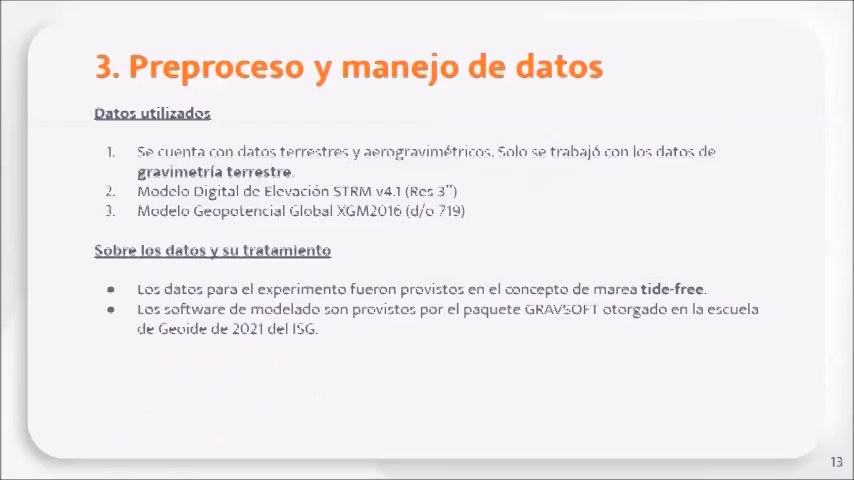 3. Preproceso y manejo de datos
Datos utilizados
1. Se cuenta con datos terrestres y aerogravimétricos. Solo se trabajó con los datos de
gravimetría terrestre.
2. Modelo Digital de Elevación STRM v4.1 (Res 3")
3. Modelo Geopotencial Global XGM2016 (d/o 719)
Sobre los datos y su tratamiento
● Los datos para el experimento fueron provistos en el concepto de marea tide-free.
● Los software de modelado son provistos por el paquete GRAVSOFT otorgado en la escuela
de Geoide de 2021 del ISG.
13